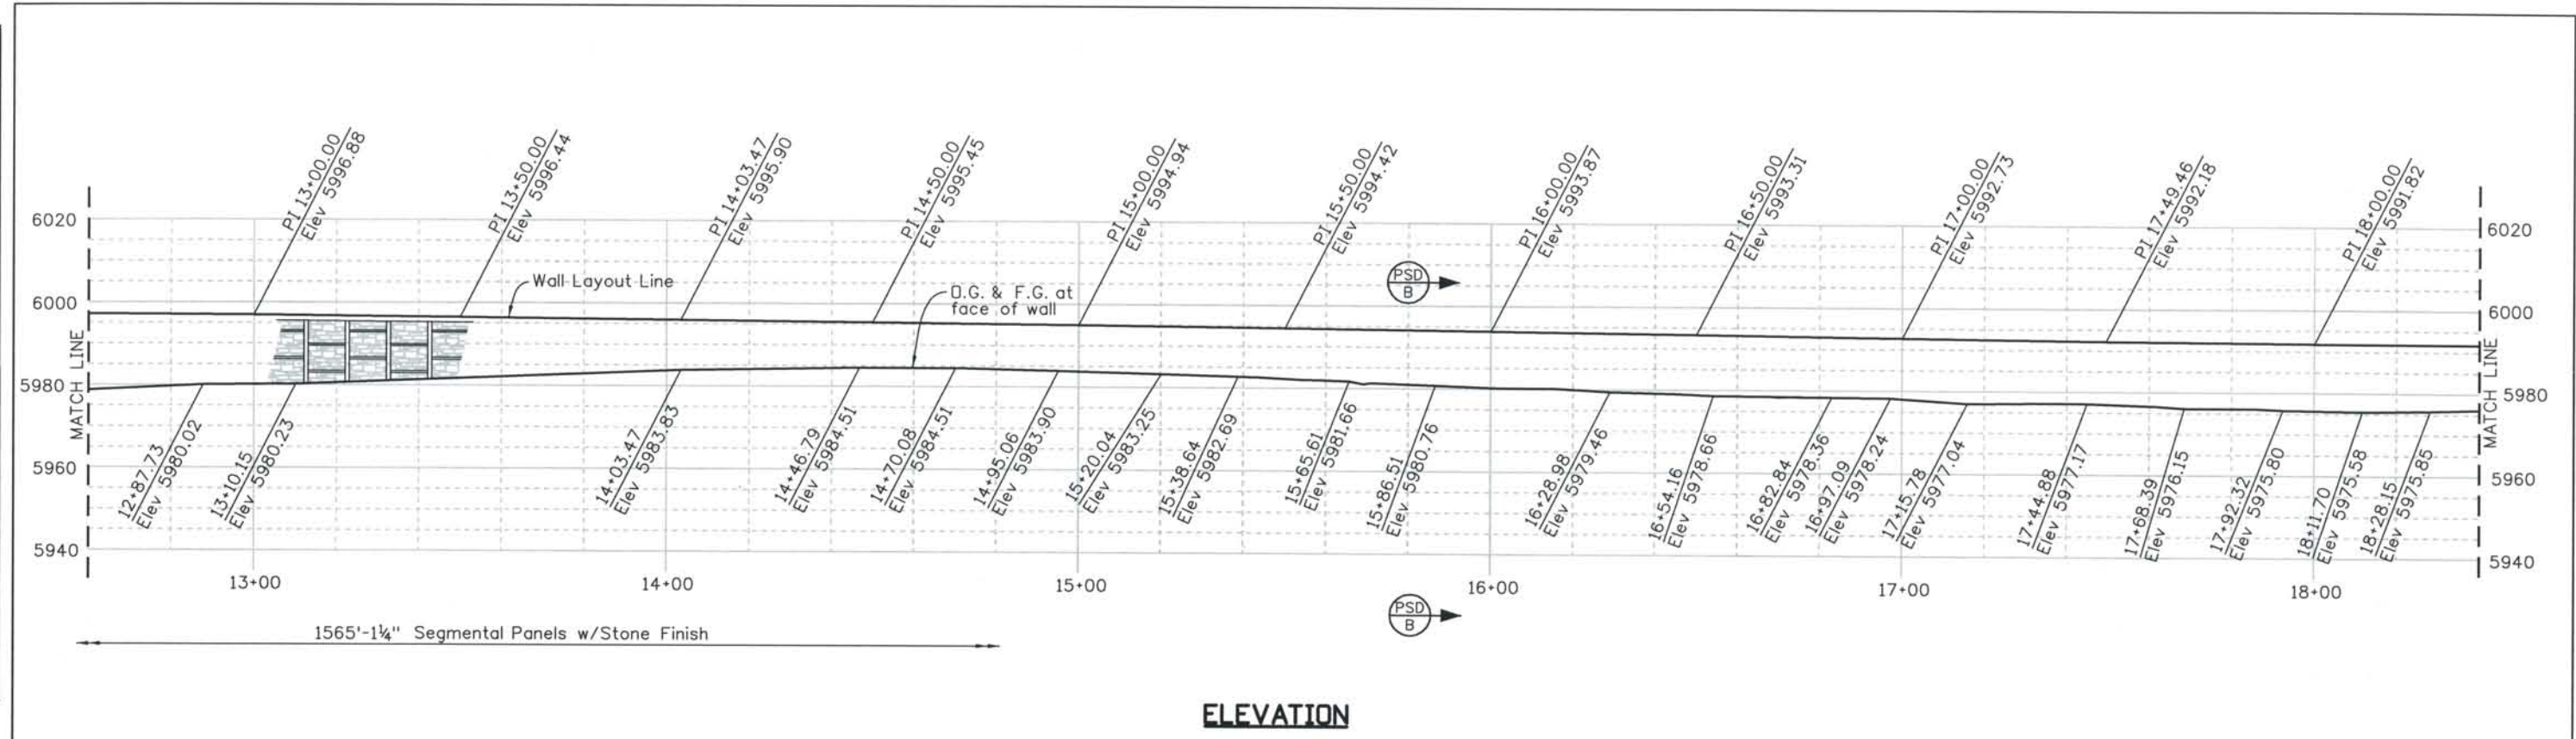 PI 13+00.00
Elev 5996.88
PI 13+50.00
Elev 5996.44
PI 14+03.47
Elev 5995.90
PI 14+50.00
Elev 5995.45
PI 15+00.00
Elev 5994.94
PI 15+50.00
Elev 5994.42
PI 16+00.00
Elev 5993.87
PI 16+50.00
Elev 5993.31
PI 17+00.00
Elev 5992.73
PI 17+49.46
Elev 5992.18
PI 18+00.00
Elev 5991.82
6020
6000
5980
5960
5940
MATCH LINE
Wall Layout Line
O.G. & F.G. at
face of wall
PSD
B
6020
6000
5980
5960
5940
MATCH LINE
12+87.73
Elev 5980.02
13+10.15
Elev 5980.23
14+03.47
Elev 5983.83
14+46.79
Elev 5984.51
14+70.08
Elev 5984.51
14+95.06
Elev 5983.90
15+20.04
Elev 5983.25
15+38.64
Elev 5982.69
15+65.61
Elev 5981.66
15+86.51
Elev 5980.76
16+28.98
Elev 5979.46
16+54.16
Elev 5978.66
16+82.84
Elev 5978.36
16+97.09
Elev 5978.24
17+15.78
Elev 5977.04
17+44.88
Elev 5977.17
17+68.39
Elev 5976.15
17+92.32
Elev 5975.80
18+11.70
Elev 5975.58
18+28.15
Elev 5975.85
13+00
14+00
15+00
16+00
17+00
18+00
PSD
B
1565'-1¼" Segmental Panels w/Stone Finish
ELEVATION